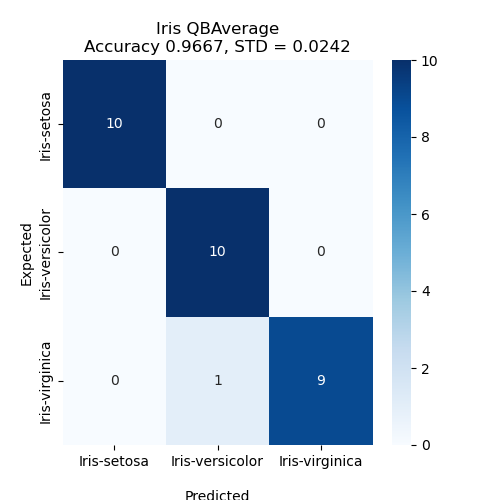 Iris QBAverage
Accuracy 0.9667, STD = 0.0242
Iris-setosa
10 0 0
Expected
Iris-versicolor
0 10 0
Iris-virginica
0 1 9
Iris-setosa Iris-versicolor Iris-virginica
Predicted
10
8
6
4
2
0